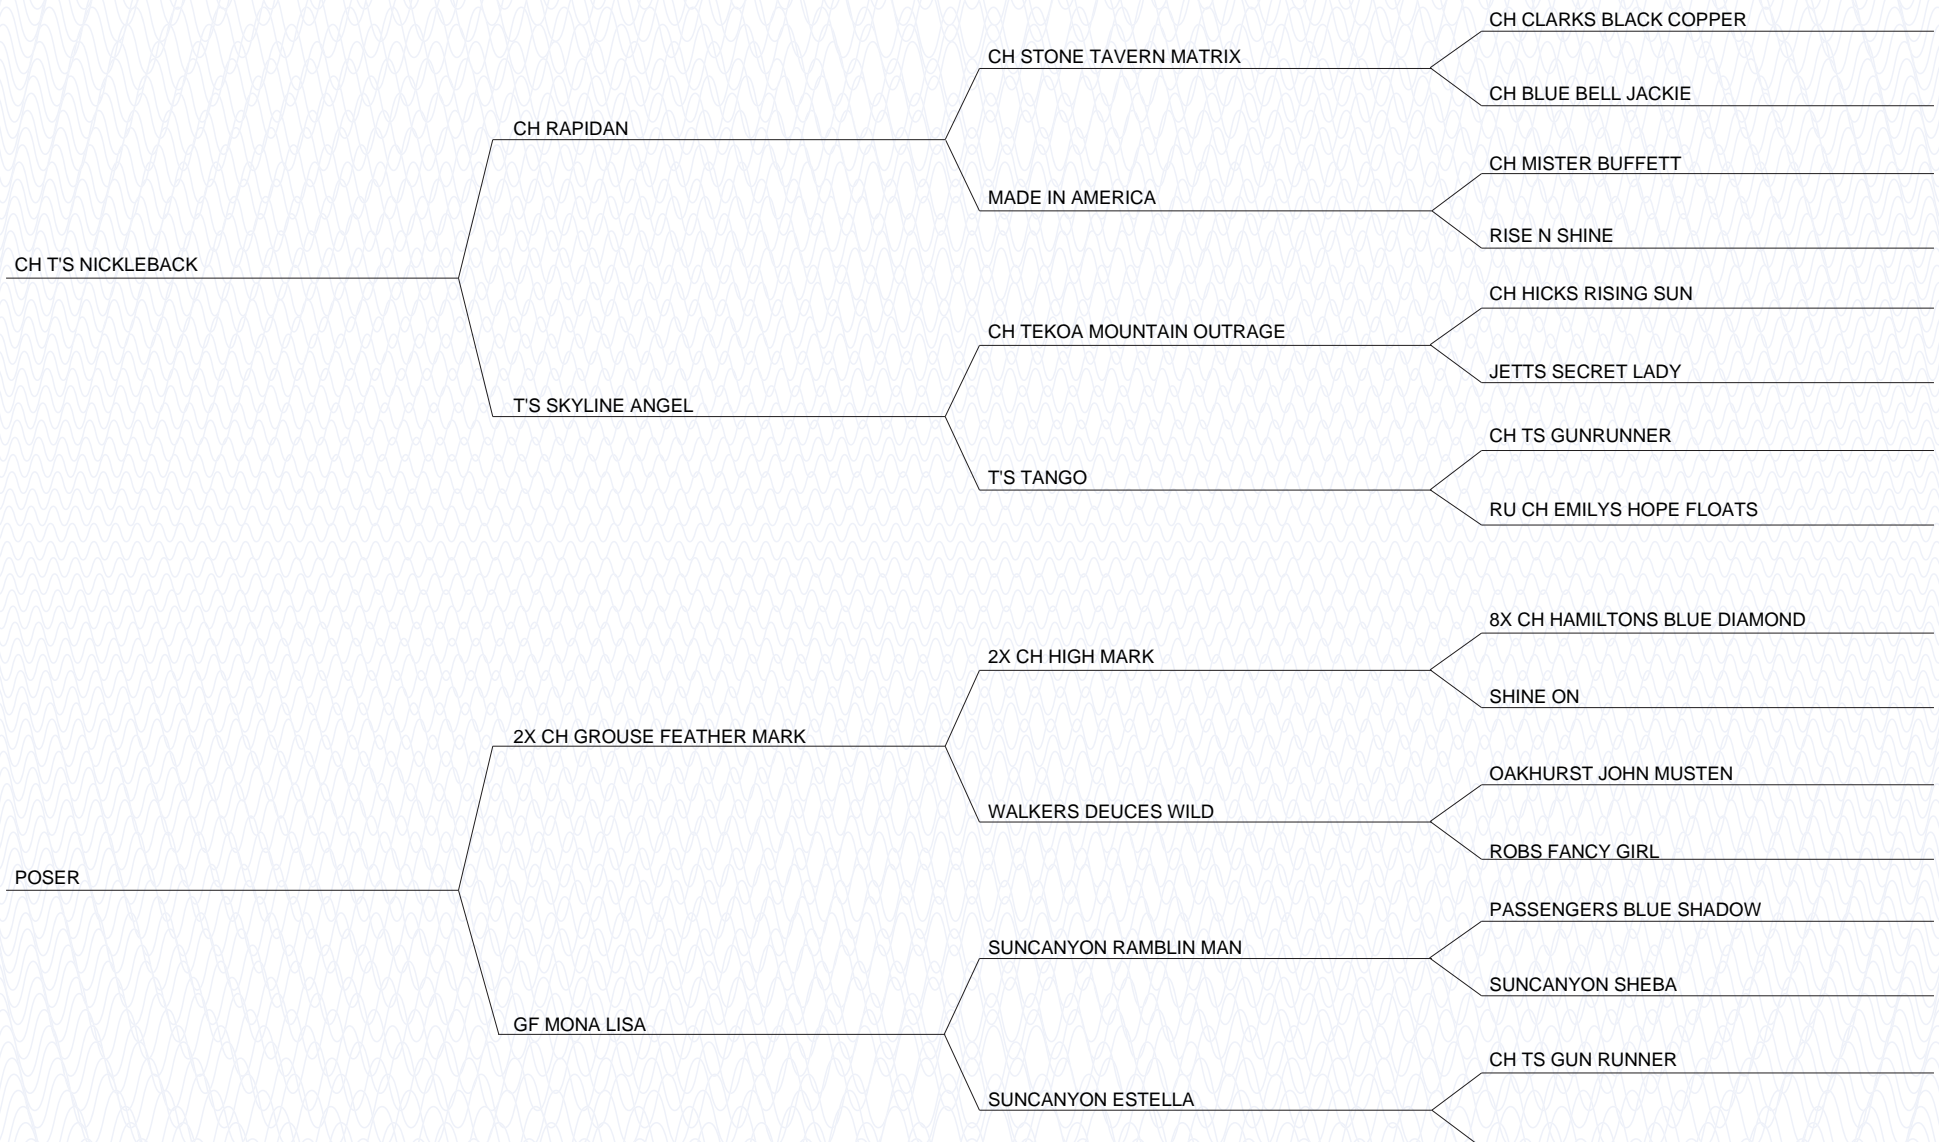 CH CLARKS BLACK COPPER
CH STONE TAVERN MATRIX
CH BLUE BELL JACKIE
CH RAPIDAN
CH MISTER BUFFETT
MADE IN AMERICA
RISE N SHINE
CH T'S NICKLEBACK
CH HICKS RISING SUN
CH TEKOA MOUNTAIN OUTRAGE
JETTS SECRET LADY
T'S SKYLINE ANGEL
CH TS GUNRUNNER
T'S TANGO
RU CH EMILYS HOPE FLOATS
8X CH HAMILTONS BLUE DIAMOND
2X CH HIGH MARK
SHINE ON
2X CH GROUSE FEATHER MARK
OAKHURST JOHN MUSTEN
WALKERS DEUCES WILD
ROBS FANCY GIRL
POSER
PASSENGERS BLUE SHADOW
SUNCANYON RAMBLIN MAN
SUNCANYON SHEBA
GF MONA LISA
CH TS GUN RUNNER
SUNCANYON ESTELLA